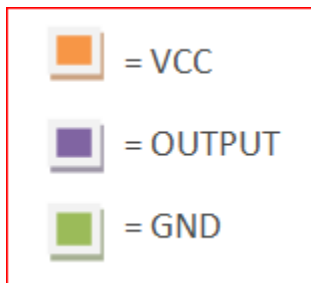 = VCC
= OUTPUT
= GND